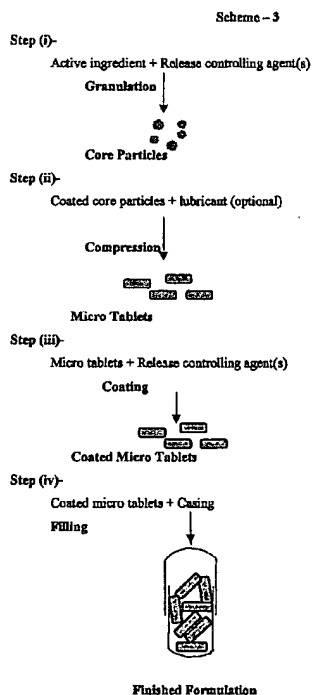 Scheme – 3
Step (i)-
Active ingredient + Release controlling agent(s)
Granulation
Core Particles
Step (ii)-
Coated core particles + lubricant (optional)
Compression
Micro Tablets
Step (iii)-
Micro tablets + Release controlling agent(s)
Coating
Coated Micro Tablets
Step (iv)-
Coated micro tablets + Casing
Filling
Finished Formulation